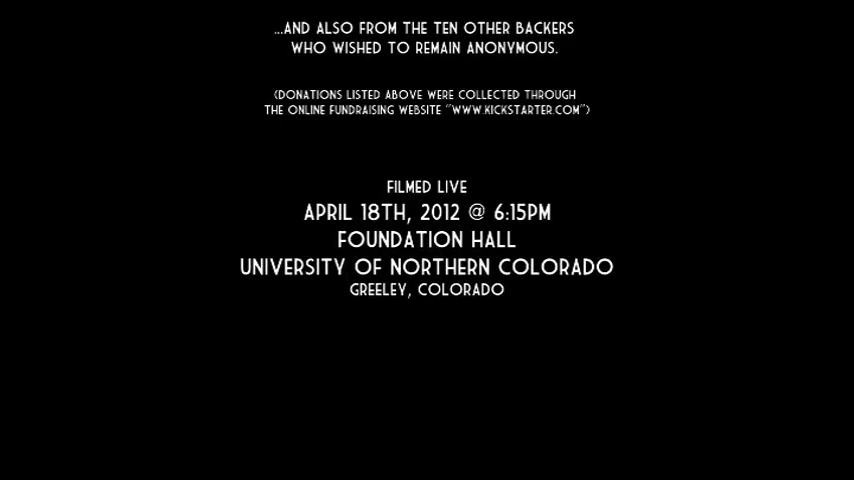 ...AND ALSO FROM THE TEN OTHER BACKERS
WHO WISHED TO REMAIN ANONYMOUS.
(DONATIONS LISTED ABOVE WERE COLLECTED THROUGH
THE ONLINE FUNDRAISING WEBSITE "WWW.KICKSTARTER.COM")
FILMED LIVE
APRIL 18TH, 2012 @ 6:15PM
FOUNDATION HALL
UNIVERSITY OF NORTHERN COLORADO
GREELEY, COLORADO